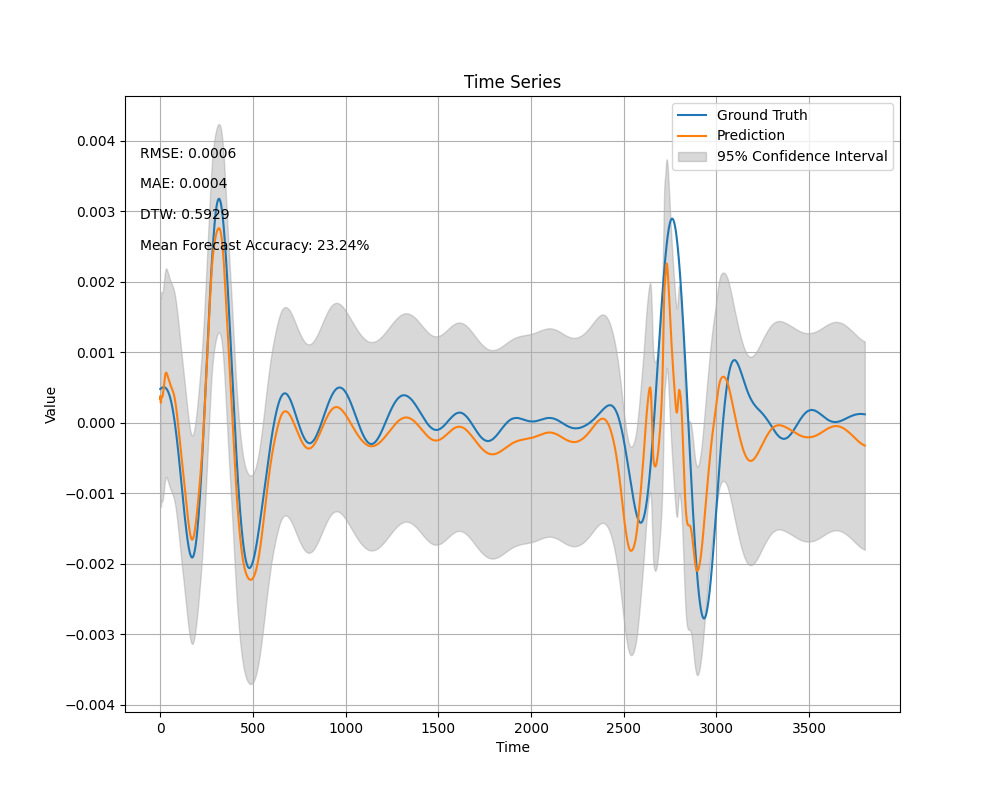 Time Series
Ground Truth
Prediction
95% Confidence Interval
RMSE: 0.0006
MAE: 0.0004
DTW: 0.5929
Mean Forecast Accuracy: 23.24%
Value
0.004
0.003
0.002
0.001
0.000
−0.001
−0.002
−0.003
−0.004
0 500 1000 1500 2000 2500 3000 3500
Time